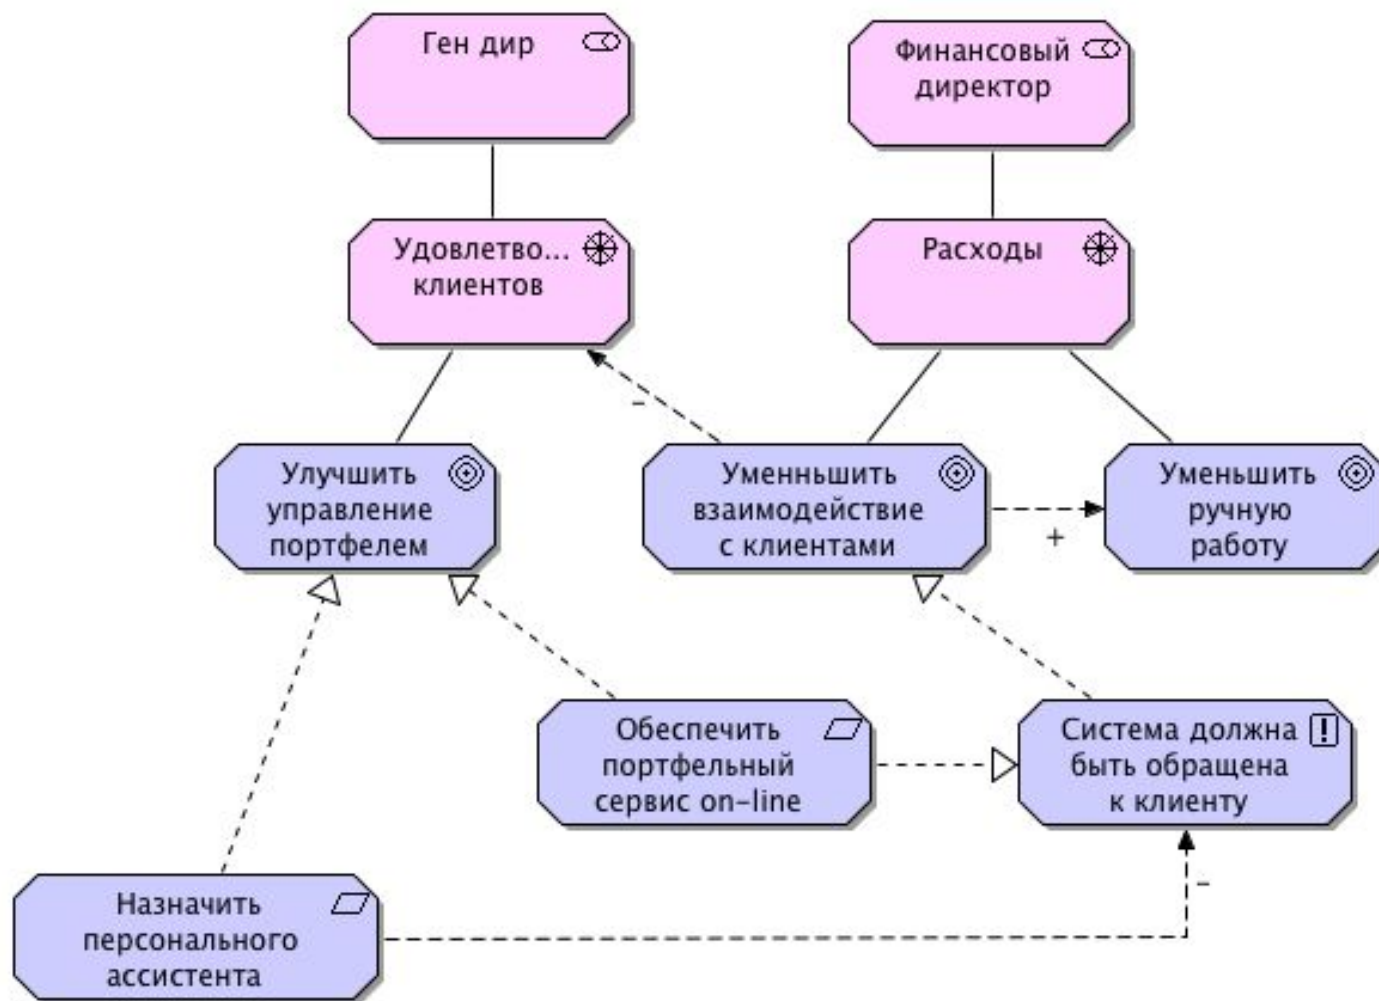 Ген дир
Финансовый
директор
Удовлетво...
клиентов
Расходы
-
Улучшить
управление
портфелем
Уменньшить
взаимодействие
с клиентами
+
Уменьшить
ручную
работу
Обеспечить
портфельный
сервис on-line
Система должна
быть обращена
к клиенту
!
-
Назначить
персонального
ассистента